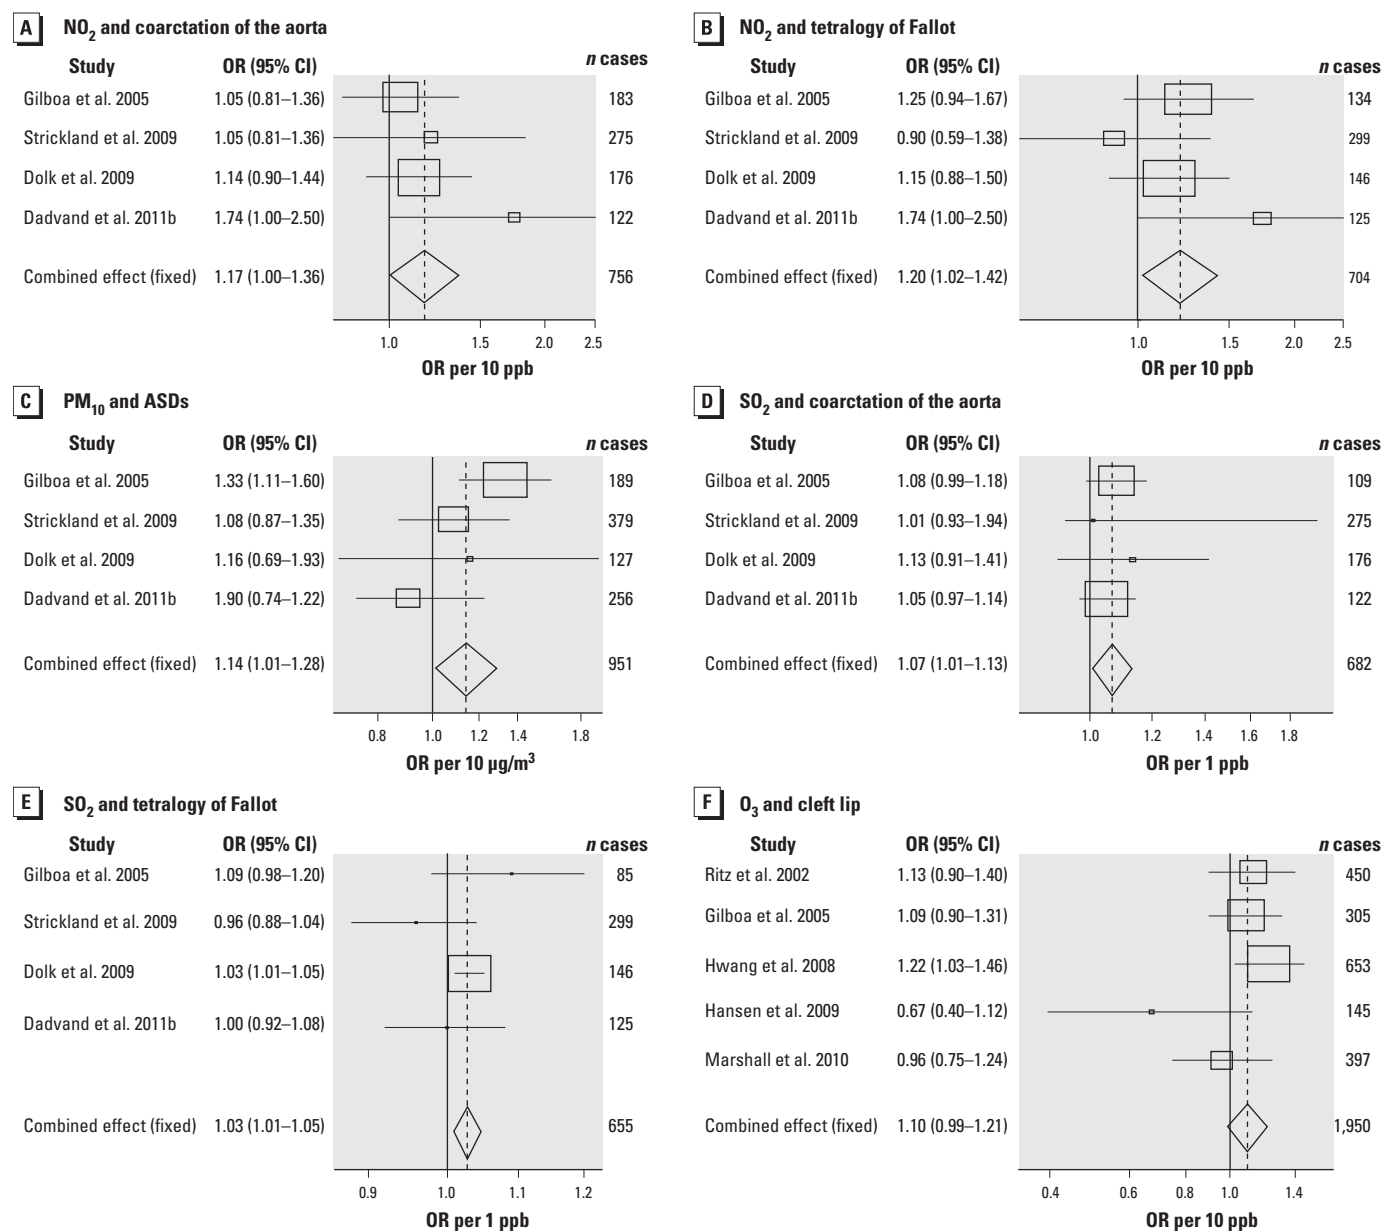 A NO2 and coarctation of the aorta
Study OR (95% CI) n cases
Gilboa et al. 2005 1.05 (0.81–1.36) 183
Strickland et al. 2009 1.05 (0.81–1.36) 275
Dolk et al. 2009 1.14 (0.90–1.44) 176
Dadvand et al. 2011b 1.74 (1.00–2.50) 122
Combined effect (fixed) 1.17 (1.00–1.36) 756
1.0 1.5 2.0 2.5
OR per 10 ppb
B NO2 and tetralogy of Fallot
Study OR (95% CI) n cases
Gilboa et al. 2005 1.25 (0.94–1.67) 134
Strickland et al. 2009 0.90 (0.59–1.38) 299
Dolk et al. 2009 1.15 (0.88–1.50) 146
Dadvand et al. 2011b 1.74 (1.00–2.50) 125
Combined effect (fixed) 1.20 (1.02–1.42) 704
1.0 1.5 2.0 2.5
OR per 10 ppb
C PM10 and ASDs
Study OR (95% CI) n cases
Gilboa et al. 2005 1.33 (1.11–1.60) 189
Strickland et al. 2009 1.08 (0.87–1.35) 379
Dolk et al. 2009 1.16 (0.69–1.93) 127
Dadvand et al. 2011b 1.90 (0.74–1.22) 256
Combined effect (fixed) 1.14 (1.01–1.28) 951
0.8 1.0 1.2 1.4 1.8
OR per 10 µg/m³
D SO2 and coarctation of the aorta
Study OR (95% CI) n cases
Gilboa et al. 2005 1.08 (0.99–1.18) 109
Strickland et al. 2009 1.01 (0.93–1.94) 275
Dolk et al. 2009 1.13 (0.91–1.41) 176
Dadvand et al. 2011b 1.05 (0.97–1.14) 122
Combined effect (fixed) 1.07 (1.01–1.13) 682
1.0 1.2 1.4 1.6 1.8
OR per 1 ppb
E SO2 and tetralogy of Fallot
Study OR (95% CI) n cases
Gilboa et al. 2005 1.09 (0.98–1.20) 85
Strickland et al. 2009 0.96 (0.88–1.04) 299
Dolk et al. 2009 1.03 (1.01–1.05) 146
Dadvand et al. 2011b 1.00 (0.92–1.08) 125
Combined effect (fixed) 1.03 (1.01–1.05) 655
0.9 1.0 1.1 1.2
OR per 1 ppb
F O3 and cleft lip
Study OR (95% CI) n cases
Ritz et al. 2002 1.13 (0.90–1.40) 450
Gilboa et al. 2005 1.09 (0.90–1.31) 305
Hwang et al. 2008 1.22 (1.03–1.46) 653
Hansen et al. 2009 0.67 (0.40–1.12) 145
Marshall et al. 2010 0.96 (0.75–1.24) 397
Combined effect (fixed) 1.10 (0.99–1.21) 1,950
0.4 0.6 0.8 1.0 1.4
OR per 10 ppb